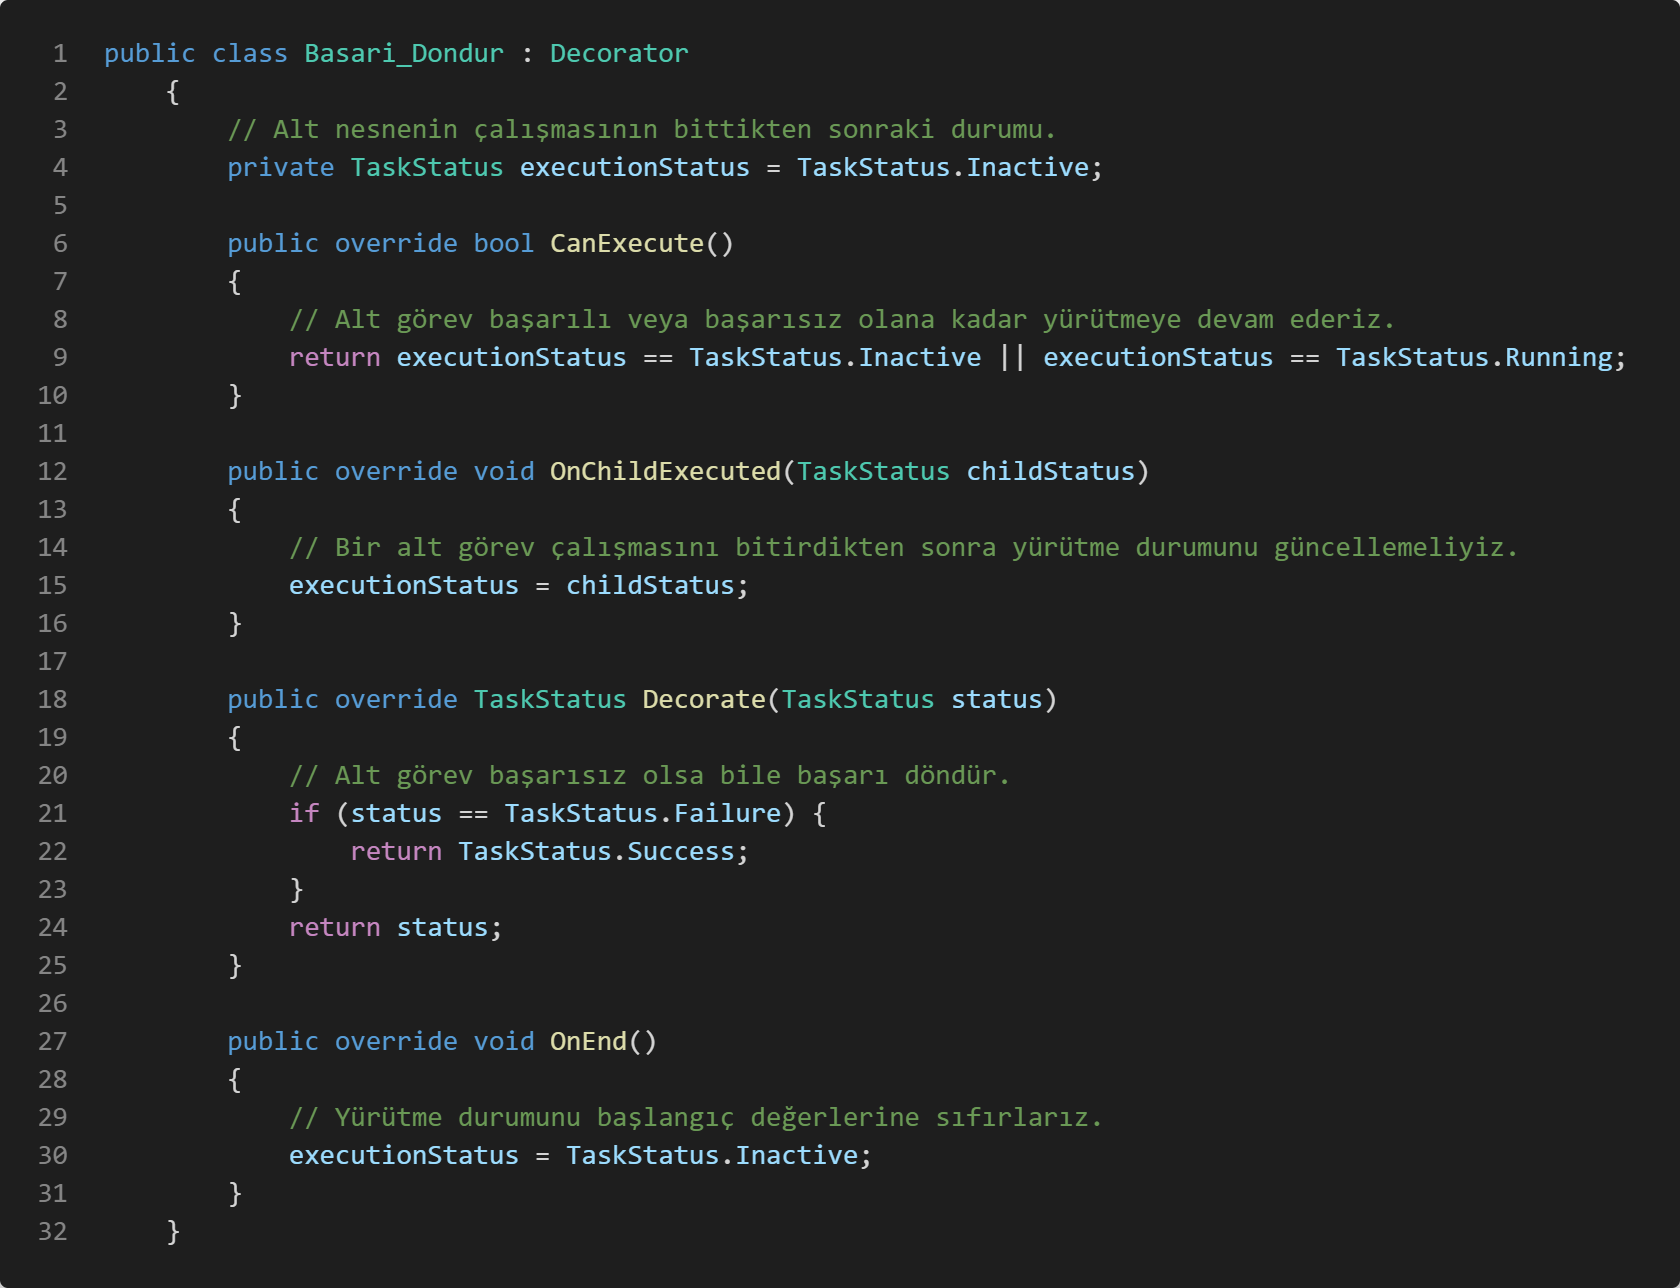 1 public class Basari_Dondur : Decorator
2 {
3 // Alt nesnenin çalışmasının bittikten sonraki durumu.
4 private TaskStatus executionStatus = TaskStatus.Inactive;
5
6 public override bool CanExecute()
7 {
8 // Alt görev başarılı veya başarısız olana kadar yürütmeye devam ederiz.
9 return executionStatus == TaskStatus.Inactive || executionStatus == TaskStatus.Running;
10 }
11
12 public override void OnChildExecuted(TaskStatus childStatus)
13 {
14 // Bir alt görev çalışmasını bitirdikten sonra yürütme durumunu güncellemeliyiz.
15 executionStatus = childStatus;
16 }
17
18 public override TaskStatus Decorate(TaskStatus status)
19 {
20 // Alt görev başarısız olsa bile başarı döndür.
21 if (status == TaskStatus.Failure) {
22 return TaskStatus.Success;
23 }
24 return status;
25 }
26
27 public override void OnEnd()
28 {
29 // Yürütme durumunu başlangıç değerlerine sıfırlarız.
30 executionStatus = TaskStatus.Inactive;
31 }
32 }